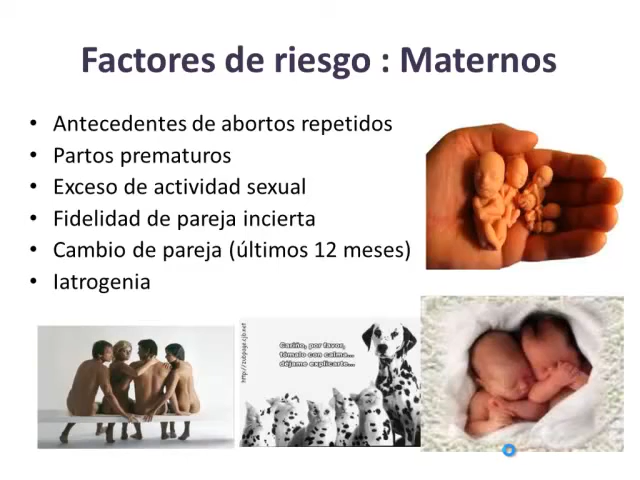 Factores de riesgo : Maternos
• Antecedentes de abortos repetidos
• Partos prematuros
• Exceso de actividad sexual
• Fidelidad de pareja incierta
• Cambio de pareja (últimos 12 meses)
• Iatrogenia
http://subpage.cjb.net
Cariño, por favor,
tómalo con calma...
déjame explicarte...